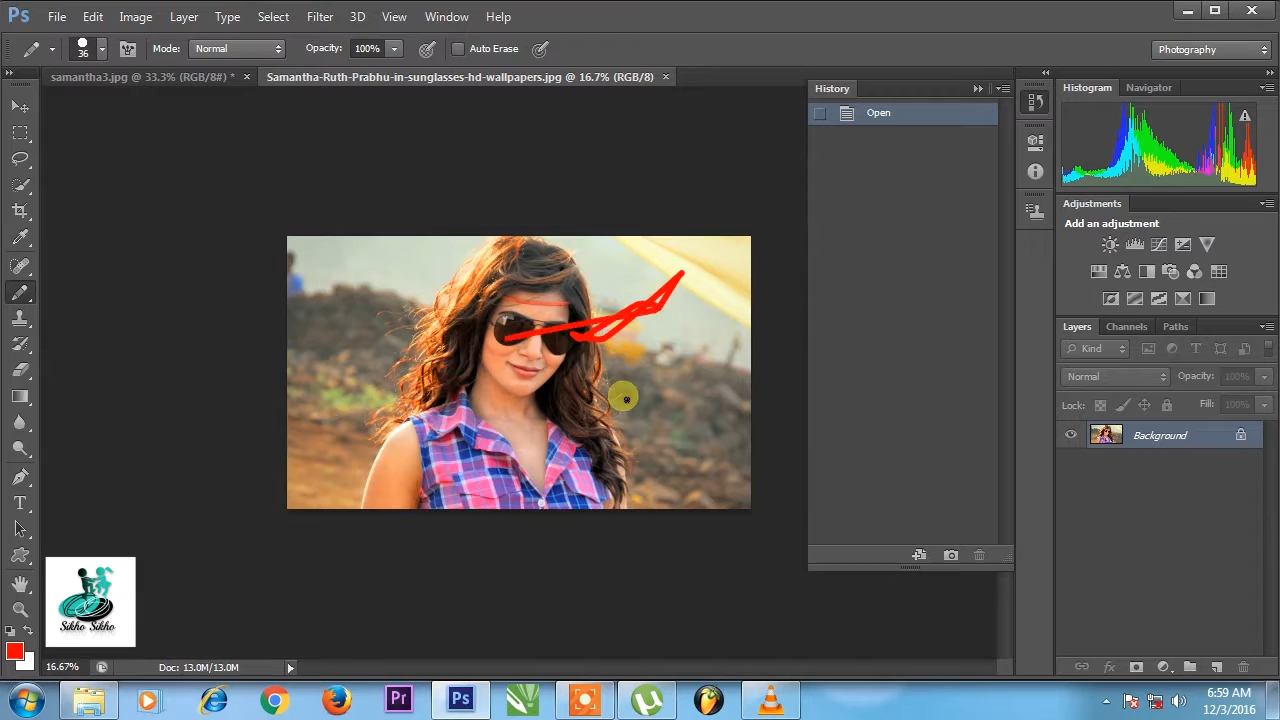 Ps File Edit Image Layer Type Select Filter 3D View Window Help
36 Mode: Normal Opacity: 100% Auto Erase Photography
samantha3.jpg @ 33.3% (RGB/8#) * × Samantha-Ruth-Prabhu-in-sunglasses-hd-wallpapers.jpg @ 16.7% (RGB/8) ×
History
Open
Histogram Navigator
Adjustments
Add an adjustment
Layers Channels Paths
Kind
Normal Opacity: 100%
Lock: Fill: 100%
Background
Sikho Sikho
16.67% Doc: 13.0M/13.0M
Pr Ps
6:59 AM
12/3/2016